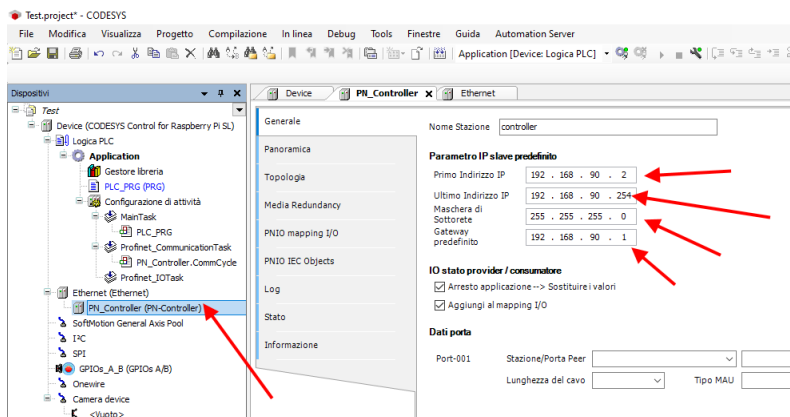 Test.project* - CODESYS
File Modifica Visualizza Progetto Compilazione In linea Debug Tools Finestre Guida Automation Server
Application [Device: Logica PLC]
Dispositivi
Device PN_Controller Ethernet
Test
Device (CODESYS Control for Raspberry Pi SL)
Logica PLC
Application
Gestore libreria
PLC_PRG (PRG)
Configurazione di attività
MainTask
PLC_PRG
Profinet_CommunicationTask
PN_Controller.CommCycle
Profinet_IOTask
Ethernet (Ethernet)
PN_Controller (PN-Controller)
SoftMotion General Axis Pool
I²C
SPI
GPIOs_A_B (GPIOs A/B)
Onewire
Camera device
<Vuoto>
Generale
Panoramica
Topologia
Media Redundancy
PNIO mapping I/O
PNIO IEC Objects
Log
Stato
Informazione
Nome Stazione controller
Parametro IP slave predefinito
Primo Indirizzo IP 192 . 168 . 90 . 2
Ultimo Indirizzo IP 192 . 168 . 90 . 254
Maschera di
Sottorete 255 . 255 . 255 . 0
Gateway
predefinito 192 . 168 . 90 . 1
IO stato provider / consumatore
Arresto applicazione --> Sostituire i valori
Aggiungi al mapping I/O
Dati porta
Port-001 Stazione/Porta Peer
Lunghezza del cavo Tipo MAU